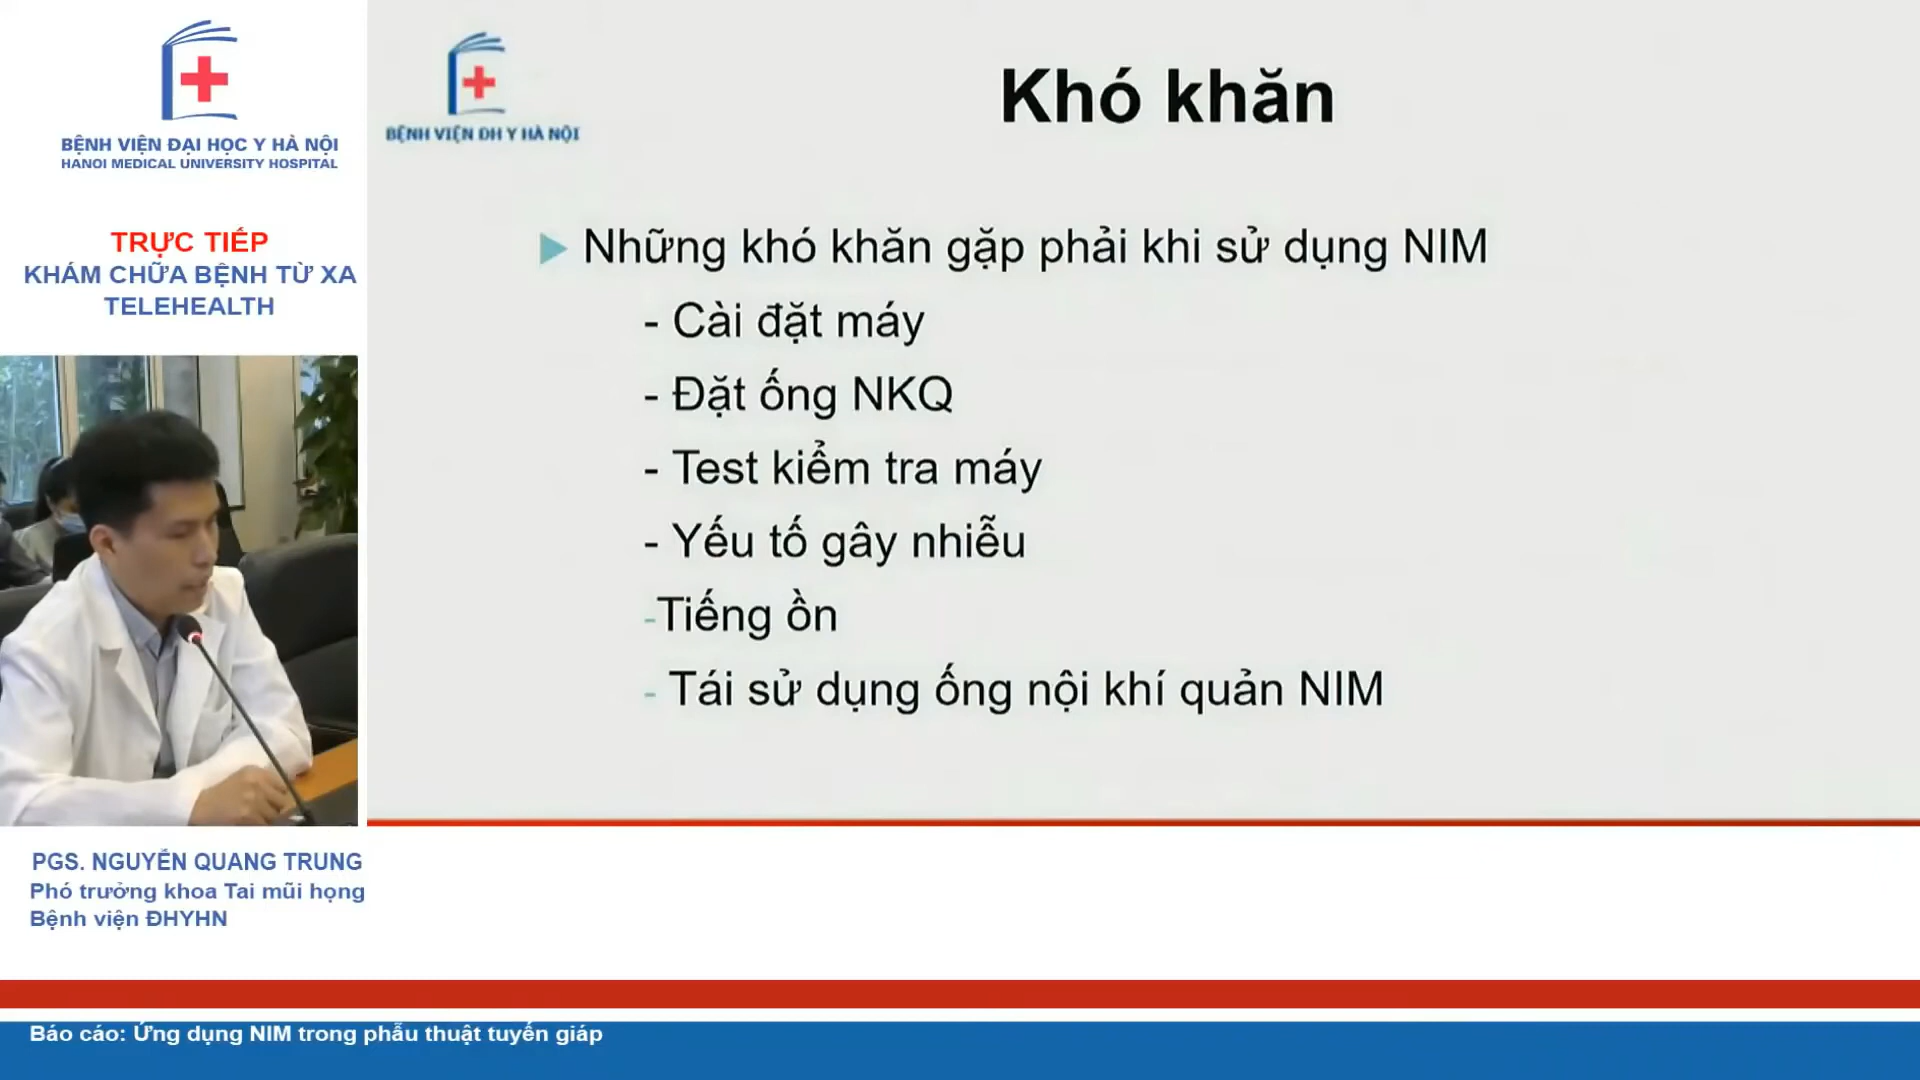 BỆNH VIỆN ĐẠI HỌC Y HÀ NỘI
HANOI MEDICAL UNIVERSITY HOSPITAL
TRỰC TIẾP
KHÁM CHỮA BỆNH TỪ XA
TELEHEALTH
PGS. NGUYỄN QUANG TRUNG
Phó trưởng khoa Tai mũi họng
Bệnh viện ĐHYHN
BỆNH VIỆN ĐH Y HÀ NỘI
Khó khăn
Những khó khăn gặp phải khi sử dụng NIM
- Cài đặt máy
- Đặt ống NKQ
- Test kiểm tra máy
- Yếu tố gây nhiễu
-Tiếng ồn
- Tái sử dụng ống nội khí quản NIM
Báo cáo: Ứng dụng NIM trong phẫu thuật tuyến giáp